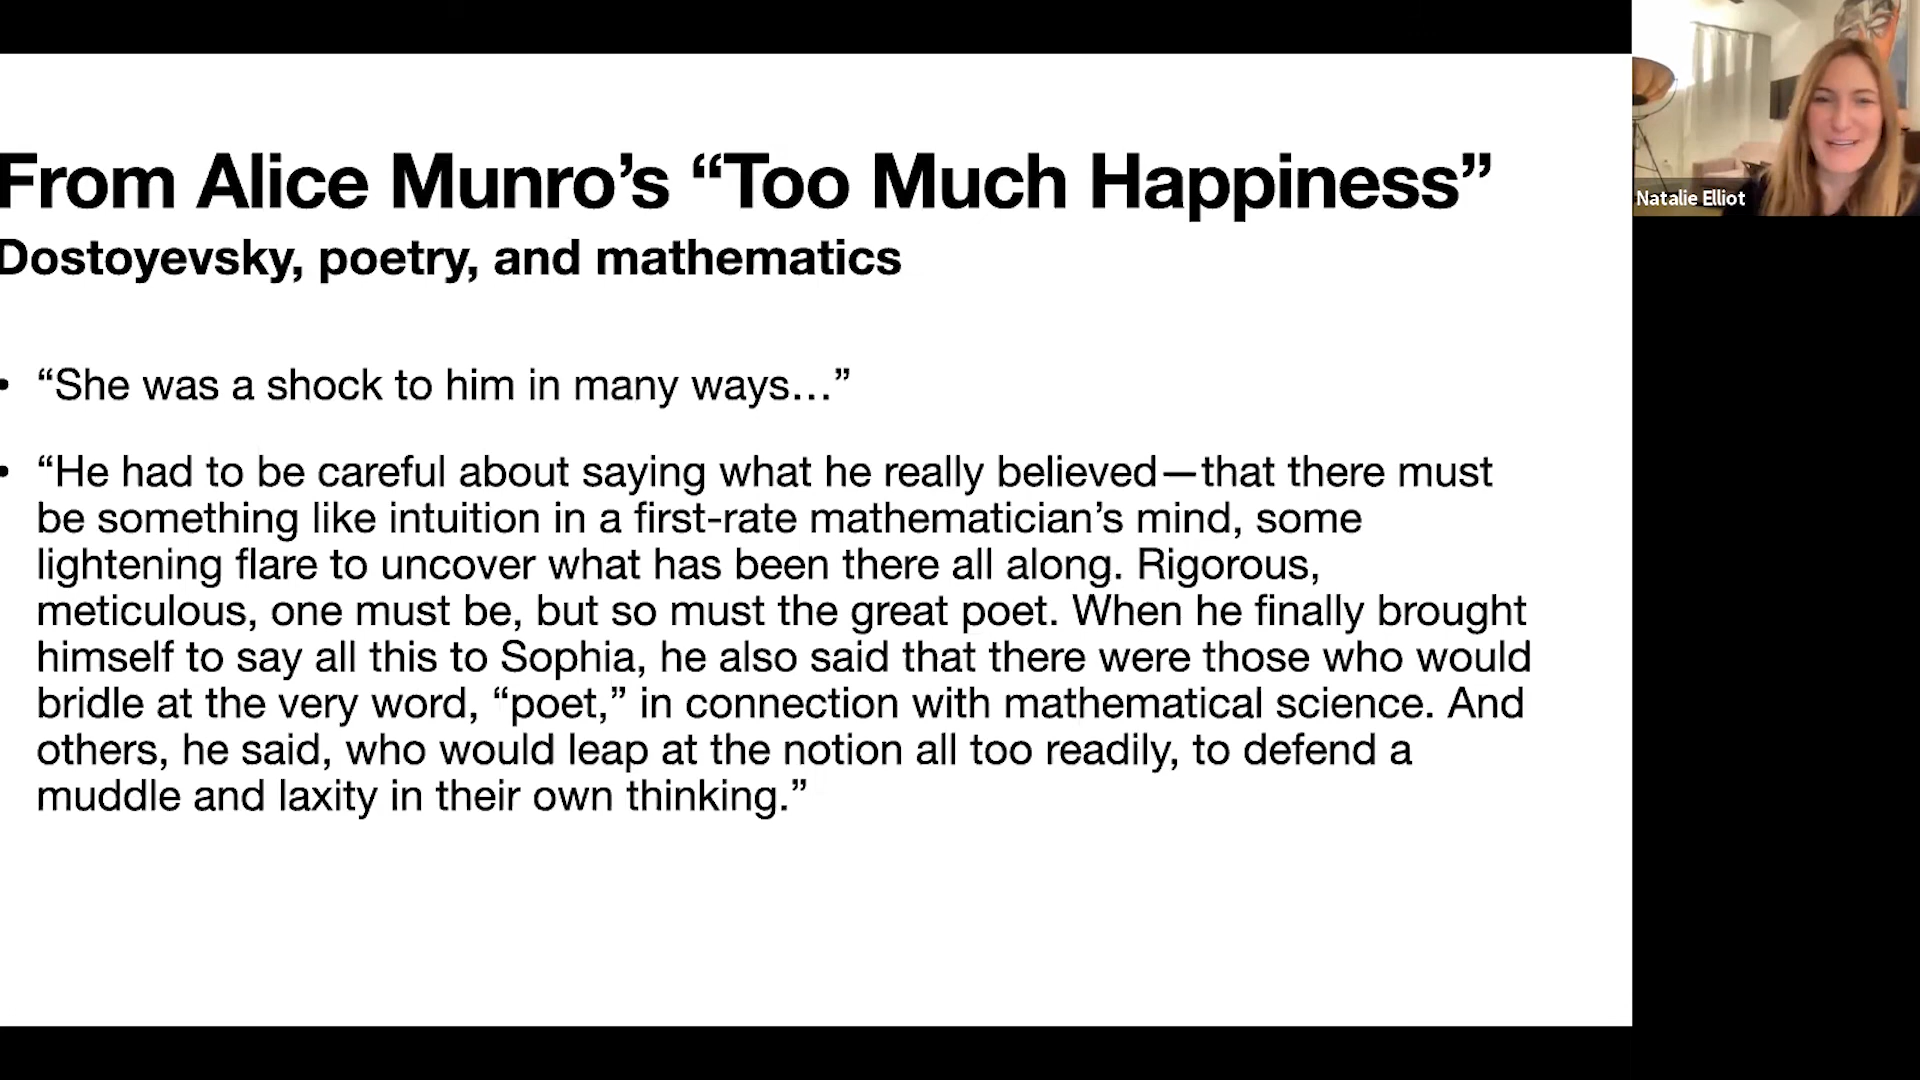 From Alice Munro’s “Too Much Happiness”
Dostoyevsky, poetry, and mathematics
• “She was a shock to him in many ways…”
• “He had to be careful about saying what he really believed—that there must
be something like intuition in a first-rate mathematician’s mind, some
lightening flare to uncover what has been there all along. Rigorous,
meticulous, one must be, but so must the great poet. When he finally brought
himself to say all this to Sophia, he also said that there were those who would
bridle at the very word, “poet,” in connection with mathematical science. And
others, he said, who would leap at the notion all too readily, to defend a
muddle and laxity in their own thinking.”
Natalie Elliot